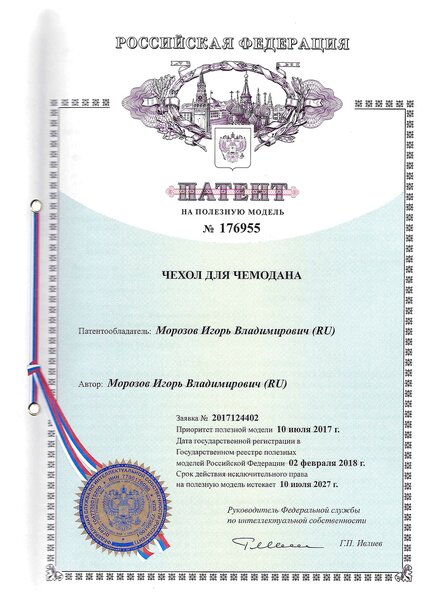 РОССИЙСКАЯ ФЕДЕРАЦИЯ
ПАТЕНТ
НА ПОЛЕЗНУЮ МОДЕЛЬ
№ 176955
ЧЕХОЛ ДЛЯ ЧЕМОДАНА
Патентообладатель: Морозов Игорь Владимирович (RU)
Автор: Морозов Игорь Владимирович (RU)
Заявка № 2017124402
Приоритет полезной модели 10 июля 2017 г.
Дата государственной регистрации в
Государственном реестре полезных
моделей Российской Федерации 02 февраля 2018 г.
Срок действия исключительного права
на полезную модель истекает 10 июля 2027 г.
Руководитель Федеральной службы
по интеллектуальной собственности
Г.П. Ивлиев